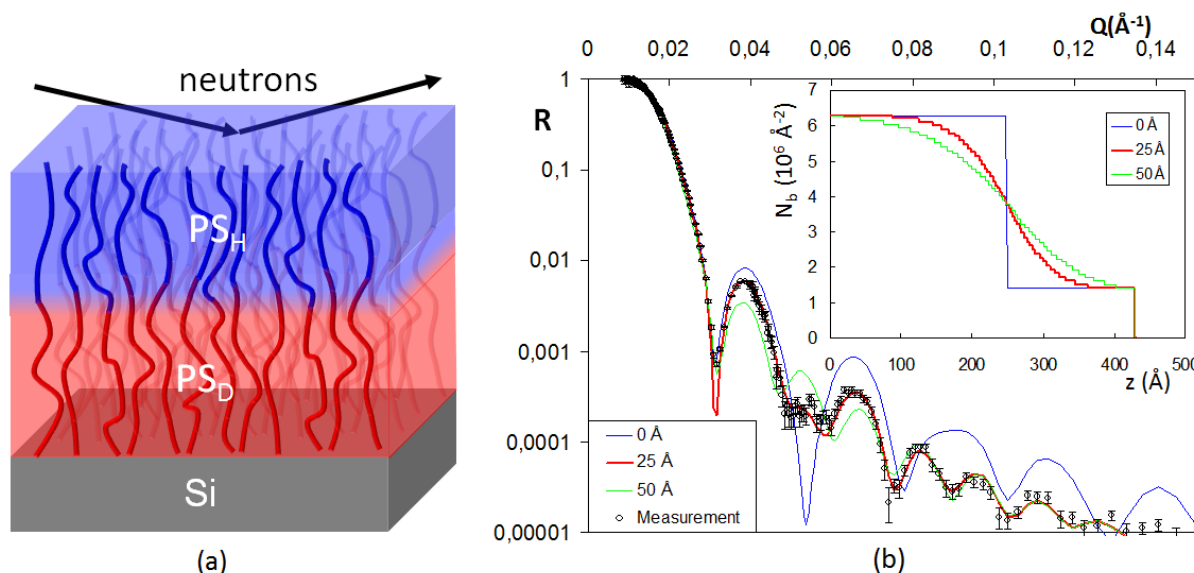 neutrons
PS_H
PS_D
Si
(a)
Q(Å⁻¹)
0 0,02 0,04 0,06 0,08 0,1 0,12 0,14
R
1
0.1
0,01
0,001
0,0001
0,00001
0 Å
25 Å
50 Å
Measurement
N_b (10⁶ Å⁻²)
7
6
5
4
3
2
1
0
0 100 200 300 400 500
z (Å)
0 Å
25 Å
50 Å
(b)